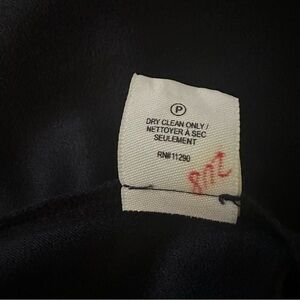 P
DRY CLEAN ONLY /
NETTOYER À SEC
SEULEMENT
RN#11290